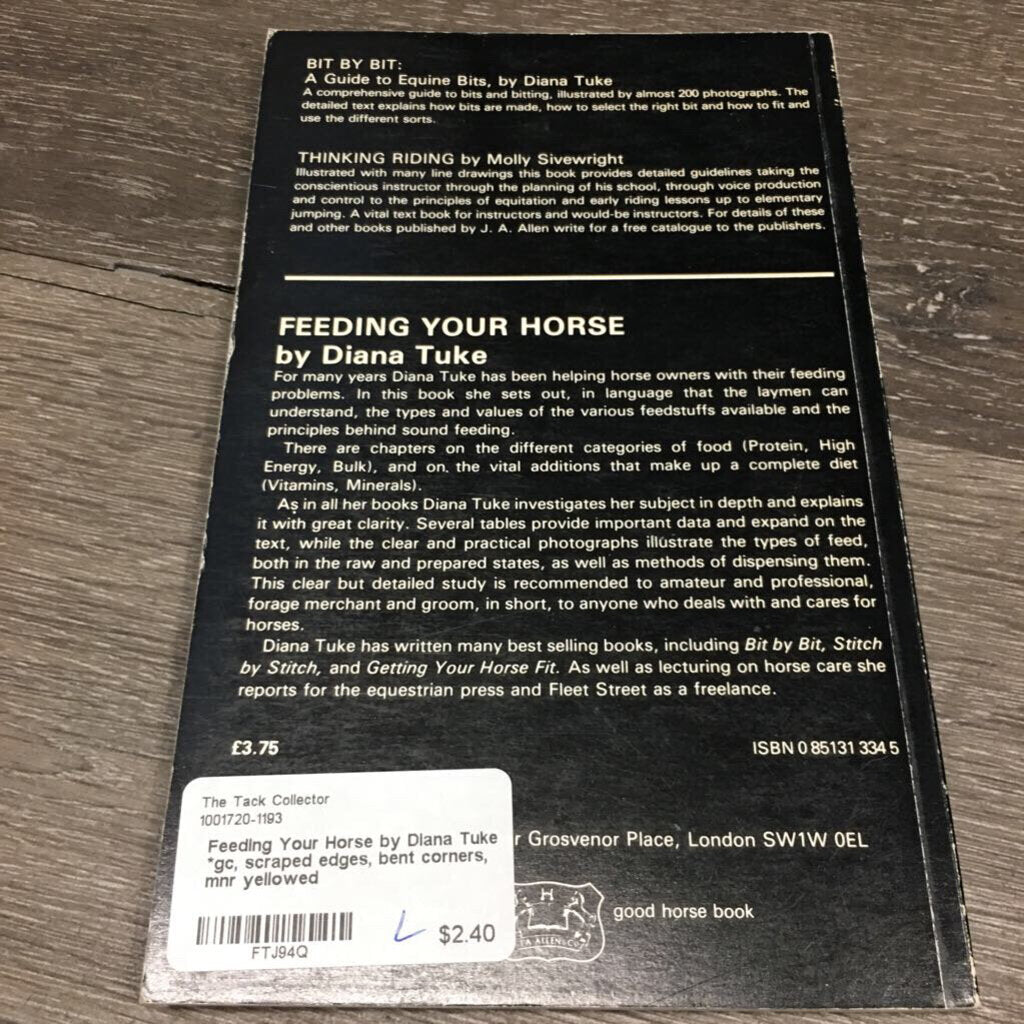 BIT BY BIT:
A Guide to Equine Bits, by Diana Tuke
A comprehensive guide to bits and bitting, illustrated by almost 200 photographs. The
detailed text explains how bits are made, how to select the right bit and how to fit and
use the different sorts.
THINKING RIDING by Molly Sivewright
Illustrated with many line drawings this book provides detailed guidelines taking the
conscientious instructor through the planning of his school, through voice production
and control to the principles of equitation and early riding lessons up to elementary
jumping. A vital text book for instructors and would-be instructors. For details of these
and other books published by J. A. Allen write for a free catalogue to the publishers.
FEEDING YOUR HORSE
by Diana Tuke
For many years Diana Tuke has been helping horse owners with their feeding
problems. In this book she sets out, in language that the laymen can
understand, the types and values of the various feedstuffs available and the
principles behind sound feeding.
There are chapters on the different categories of food (Protein, High
Energy, Bulk), and on the vital additions that make up a complete diet
(Vitamins, Minerals).
As in all her books Diana Tuke investigates her subject in depth and explains
it with great clarity. Several tables provide important data and expand on the
text, while the clear and practical photographs illustrate the types of feed,
both in the raw and prepared states, as well as methods of dispensing them.
This clear but detailed study is recommended to amateur and professional,
forage merchant and groom, in short, to anyone who deals with and cares for
horses.
Diana Tuke has written many best selling books, including Bit by Bit, Stitch
by Stitch, and Getting Your Horse Fit. As well as lecturing on horse care she
reports for the equestrian press and Fleet Street as a freelance.
£3.75
ISBN 0 85131 334 5
The Tack Collector
1001720-1193
Feeding Your Horse by Diana Tuke
*gc, scraped edges, bent corners,
mnr yellowed
FTJ94Q
$2.40
r Grosvenor Place, London SW1W 0EL
H
A ALLEN & CO
good horse book